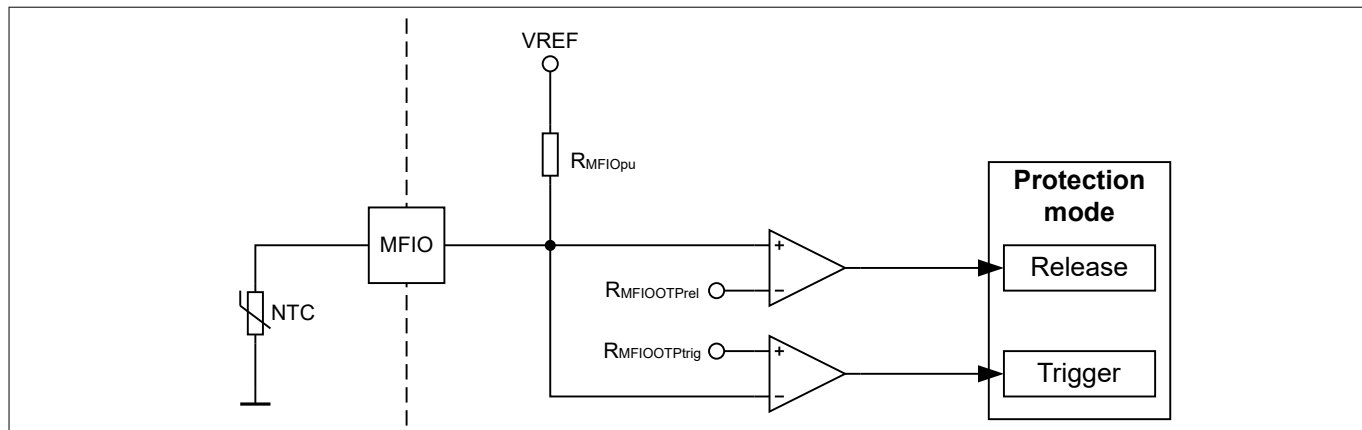 VREF
RMFIOpu
Protection
mode
MFIO
+
Release
−
RMFIOOTPrel
NTC
RMFIOOTPtrig
+
Trigger
−